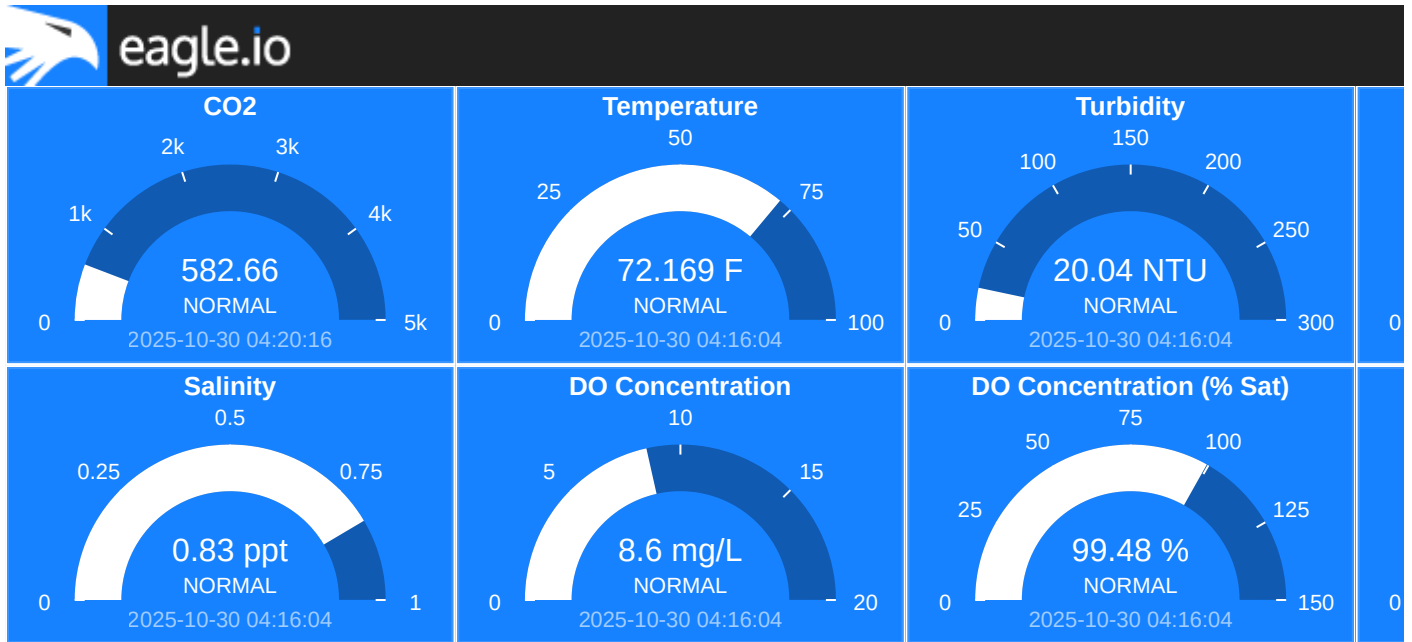 eagle.io
CO2
0
1k
2k
3k
4k
5k
582.66
NORMAL
2025-10-30 04:20:16
Temperature
0
25
50
75
100
72.169 F
NORMAL
2025-10-30 04:16:04
Turbidity
0
50
100
150
200
250
300
20.04 NTU
NORMAL
2025-10-30 04:16:04
0
Salinity
0
0.25
0.5
0.75
1
0.83 ppt
NORMAL
2025-10-30 04:16:04
DO Concentration
0
5
10
15
20
8.6 mg/L
NORMAL
2025-10-30 04:16:04
DO Concentration (% Sat)
0
25
50
75
100
125
150
99.48 %
NORMAL
2025-10-30 04:16:04
0